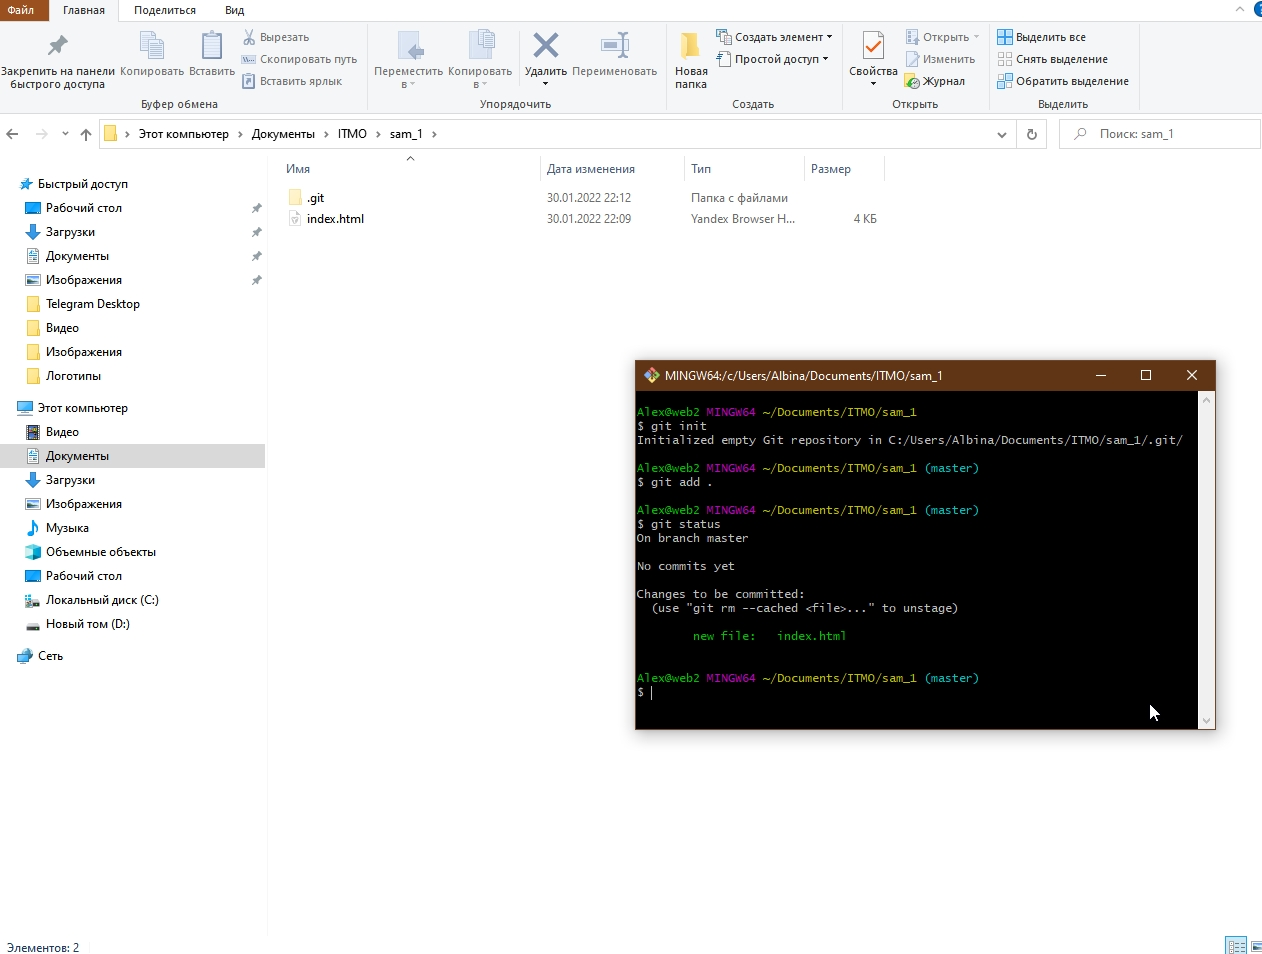 Файл
Главная
Поделиться
Вид
Закрепить на панели
быстрого доступа
Копировать
Вставить
Вырезать
Скопировать путь
Вставить ярлык
Буфер обмена
Переместить
в
Копировать
в
Удалить
Переименовать
Упорядочить
Новая
папка
Создать элемент
Простой доступ
Создать
Свойства
Открыть
Изменить
Журнал
Открыть
Выделить все
Снять выделение
Обратить выделение
Выделить
Этот компьютер
Документы
ITMO
sam_1
Поиск: sam_1
Имя
Дата изменения
Тип
Размер
.git
30.01.2022 22:12
Папка с файлами
index.html
30.01.2022 22:09
Yandex Browser H...
4 КБ
Быстрый доступ
Рабочий стол
Загрузки
Документы
Изображения
Telegram Desktop
Видео
Изображения
Логотипы
Этот компьютер
Видео
Документы
Загрузки
Изображения
Музыка
Объемные объекты
Рабочий стол
Локальный диск (C:)
Новый том (D:)
Сеть
MINGW64:/c/Users/Albina/Documents/ITMO/sam_1
Alex@web2 MINGW64 ~/Documents/ITMO/sam_1
$ git init
Initialized empty Git repository in C:/Users/Albina/Documents/ITMO/sam_1/.git/
Alex@web2 MINGW64 ~/Documents/ITMO/sam_1 (master)
$ git add .
Alex@web2 MINGW64 ~/Documents/ITMO/sam_1 (master)
$ git status
On branch master
No commits yet
Changes to be committed:
(use "git rm --cached <file>..." to unstage)
new file:   index.html
Alex@web2 MINGW64 ~/Documents/ITMO/sam_1 (master)
$
Элементов: 2